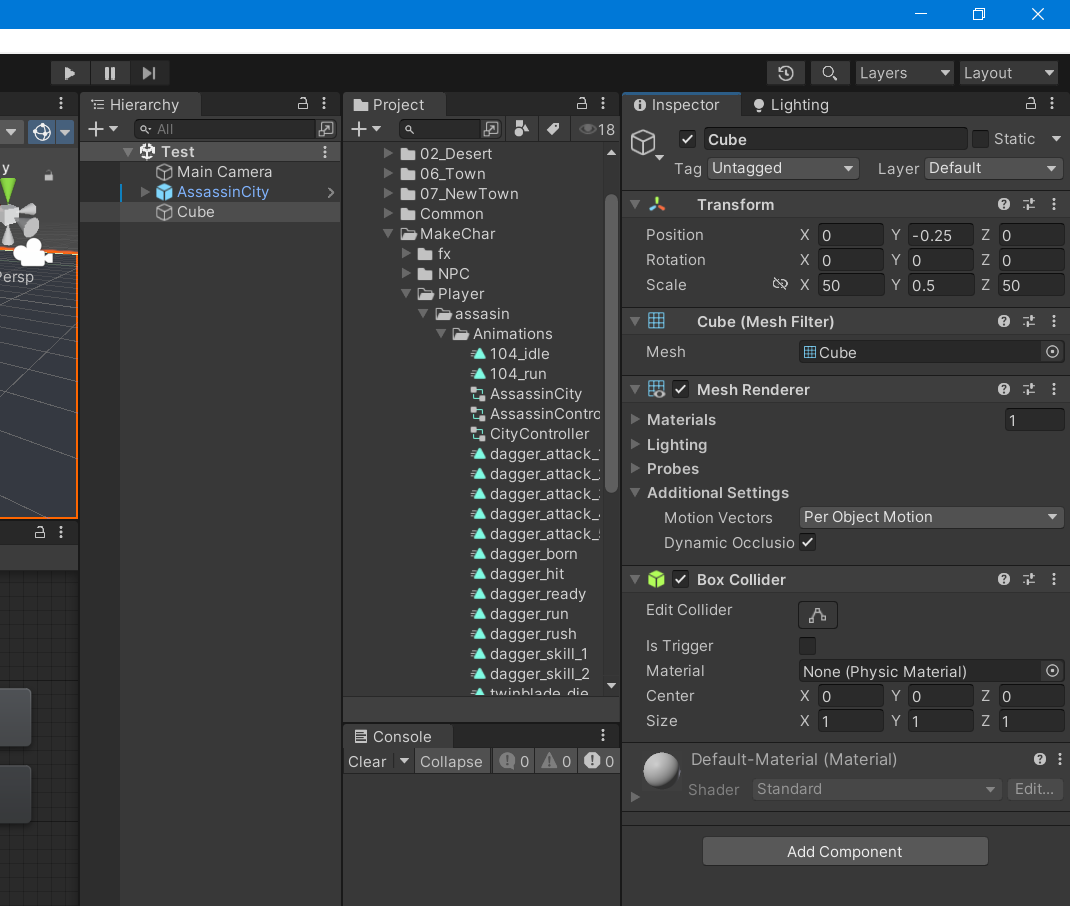 Layers
Layout
y
Persp
Hierarchy
All
Test
Main Camera
AssassinCity
Cube
Project
18
02_Desert
06_Town
07_NewTown
Common
MakeChar
fx
NPC
Player
assasin
Animations
104_idle
104_run
AssassinCity
AssassinContro
CityController
dagger_attack_
dagger_attack_
dagger_attack_
dagger_attack_
dagger_attack_
dagger_born
dagger_hit
dagger_ready
dagger_run
dagger_rush
dagger_skill_1
dagger_skill_2
twinblade_die
Console
Clear
Collapse
0
0
0
Inspector
Lighting
Cube
Static
Tag
Untagged
Layer
Default
Transform
Position X 0 Y -0.25 Z 0
Rotation X 0 Y 0 Z 0
Scale X 50 Y 0.5 Z 50
Cube (Mesh Filter)
Mesh
Cube
Mesh Renderer
Materials 1
Lighting
Probes
Additional Settings
Motion Vectors
Per Object Motion
Dynamic Occlusio
Box Collider
Edit Collider
Is Trigger
Material
None (Physic Material)
Center X 0 Y 0 Z 0
Size X 1 Y 1 Z 1
Default-Material (Material)
Shader
Standard
Edit...
Add Component